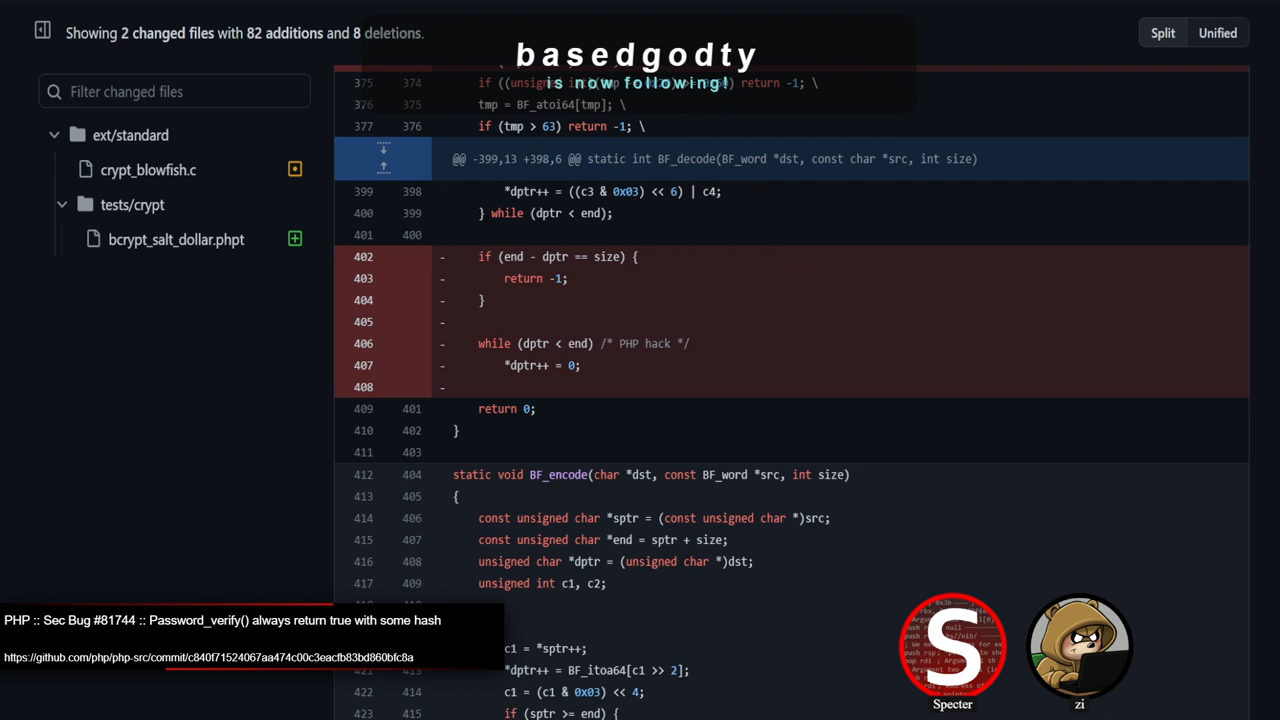 Showing 2 changed files with 82 additions and 8 deletions.
Split
Unified
basedgodty
is now following!
Filter changed files
ext/standard
crypt_blowfish.c
tests/crypt
bcrypt_salt_dollar.phpt
375 374 if ((unsigned int)(tmp return -1; \
376 375 tmp = BF_atoi64[tmp]; \
377 376 if (tmp > 63) return -1; \
@@ -399,13 +398,6 @@ static int BF_decode(BF_word *dst, const char *src, int size)
399 398 *dptr++ = ((c3 & 0x03) << 6) | c4;
400 399 } while (dptr < end);
401 400
402 - if (end - dptr == size) {
403 - return -1;
404 - }
405 -
406 - while (dptr < end) /* PHP hack */
407 - *dptr++ = 0;
408 -
409 401 return 0;
410 402 }
411 403
412 404 static void BF_encode(char *dst, const BF_word *src, int size)
413 405 {
414 406 const unsigned char *sptr = (const unsigned char *)src;
415 407 const unsigned char *end = sptr + size;
416 408 unsigned char *dptr = (unsigned char *)dst;
417 409 unsigned int c1, c2;
c1 = *sptr++;
*dptr++ = BF_itoa64[c1 >> 2];
422 414 c1 = (c1 & 0x03) << 4;
423 415 if (sptr >= end) {
PHP :: Sec Bug #81744 :: Password_verify() always return true with some hash
https://github.com/php/php-src/commit/c840f71524067aa474c00c3eacfb83bd860bfc8a
S
Specter
zi